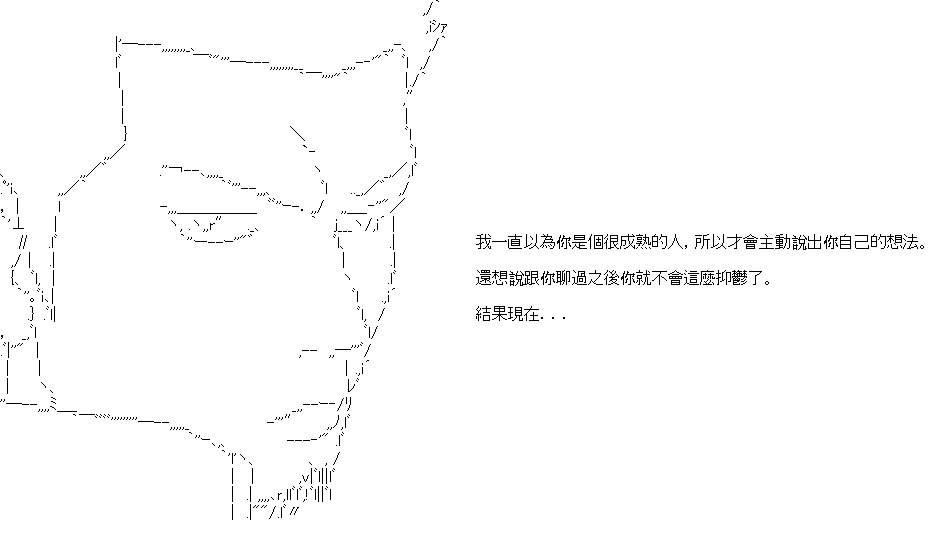 我一直以為你是個很成熟的人，所以才會主動說出你自己的想法。
還想說跟你聊過之後你就不會這麼抑鬱了。
結果現在...